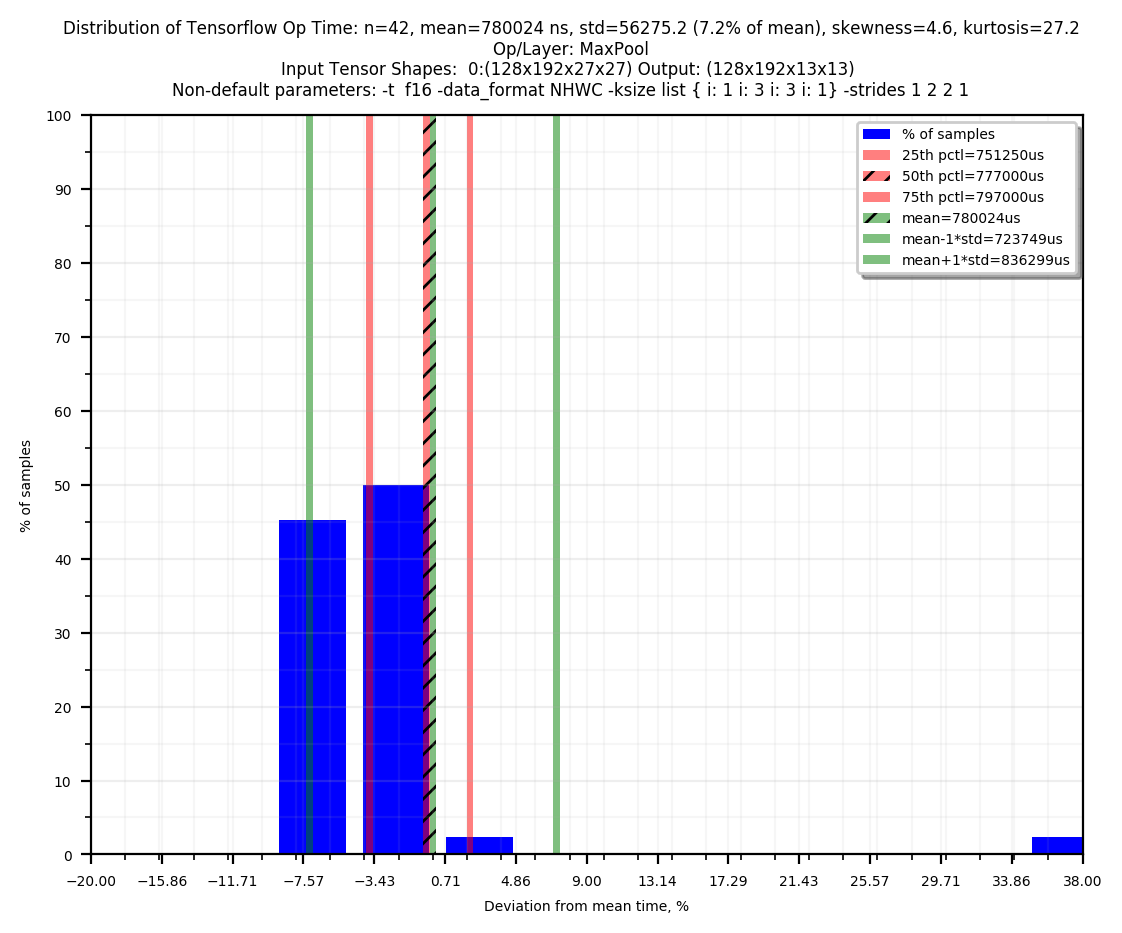 Distribution of Tensorflow Op Time: n=42, mean=780024 ns, std=56275.2 (7.2% of mean), skewness=4.6, kurtosis=27.2
Op/Layer: MaxPool
Input Tensor Shapes:  0:(128x192x27x27) Output: (128x192x13x13)
Non-default parameters: -t  f16 -data_format NHWC -ksize list { i: 1 i: 3 i: 3 i: 1} -strides 1 2 2 1
% of samples
25th pctl=751250us
50th pctl=777000us
75th pctl=797000us
mean=780024us
mean-1*std=723749us
mean+1*std=836299us
100
90
80
70
60
50
40
30
20
10
0
% of samples
−20.00 −15.86 −11.71 −7.57 −3.43 0.71 4.86 9.00 13.14 17.29 21.43 25.57 29.71 33.86 38.00
Deviation from mean time, %